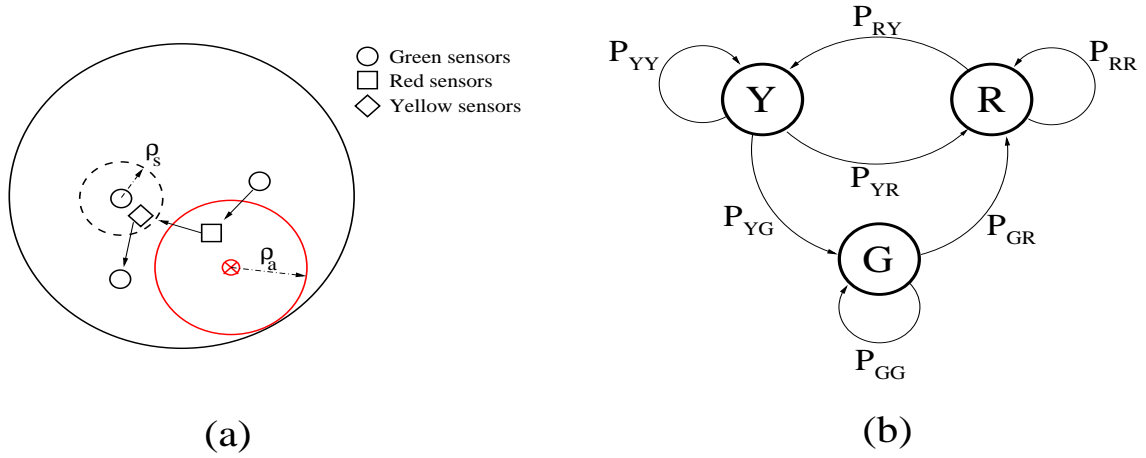 Green sensors
Red sensors
Yellow sensors
ρs
ρa
(a)
PRY
PYY
PRR
Y
R
PYR
PYG
PGR
G
PGG
(b)